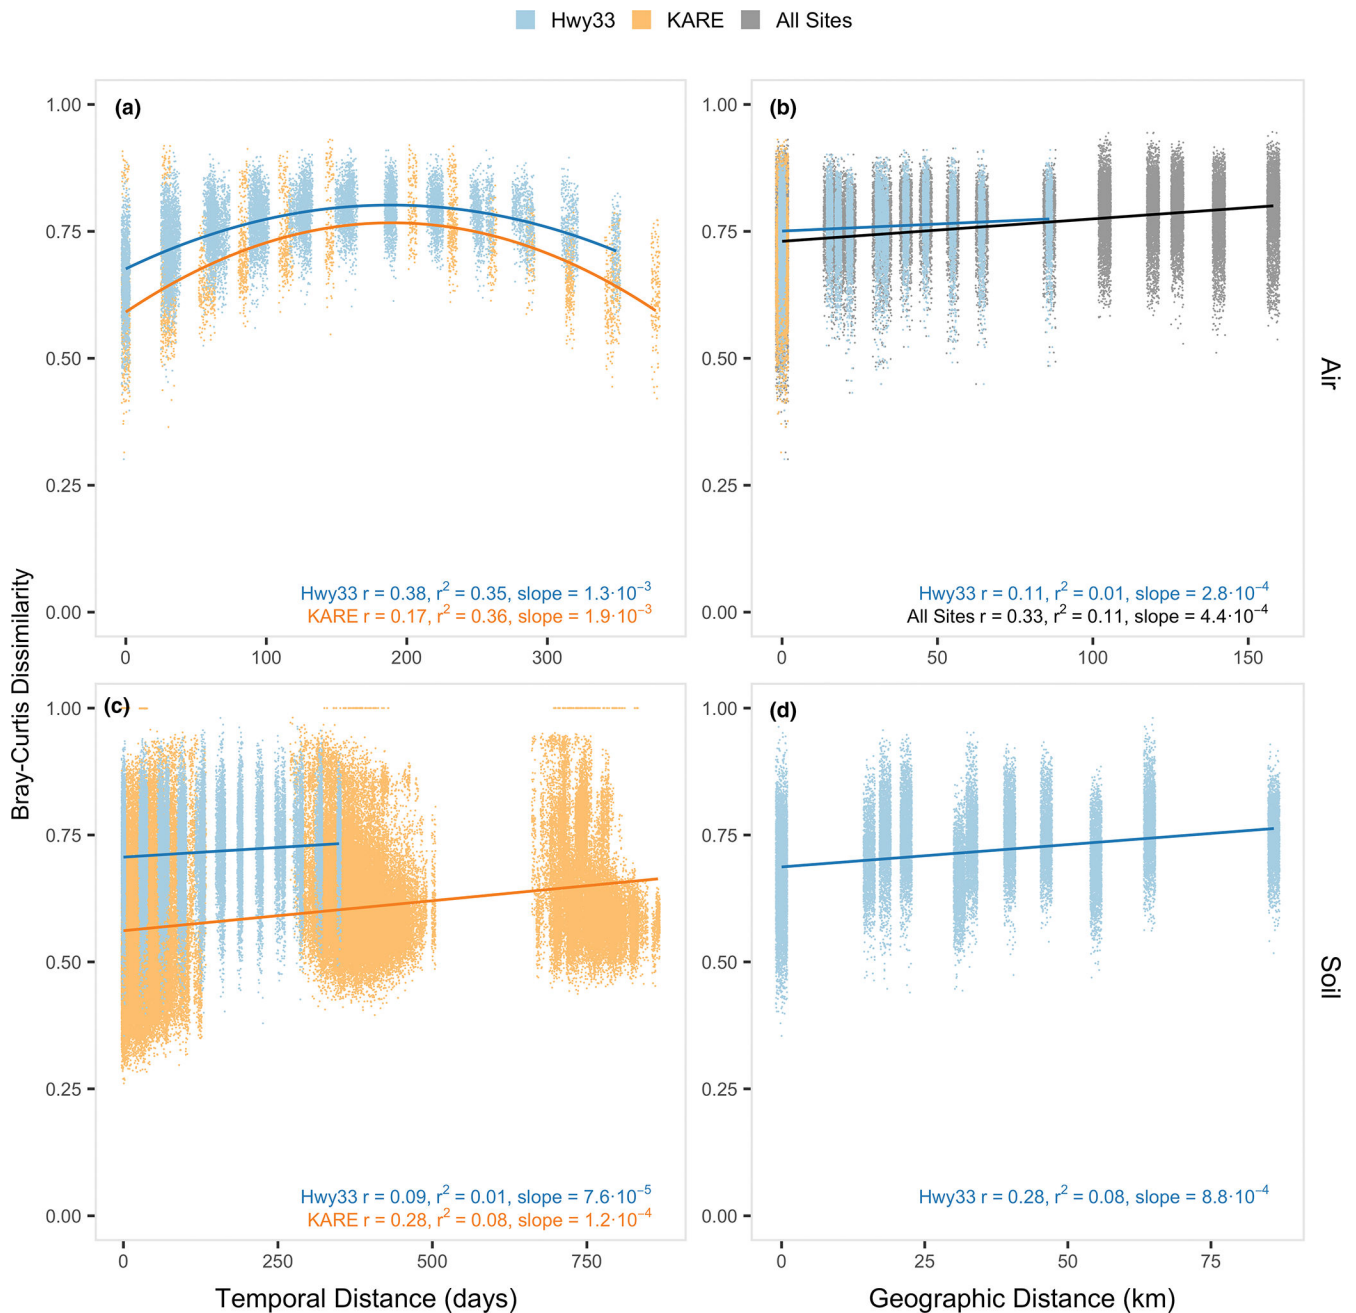 Hwy33 KARE All Sites
(a)
1.00
0.75
0.50
0.25
0.00
Hwy33 r = 0.38, r² = 0.35, slope = 1.3·10⁻³
KARE r = 0.17, r² = 0.36, slope = 1.9·10⁻³
0 100 200 300
(b)
1.00
0.75
0.50
0.25
0.00
Hwy33 r = 0.11, r² = 0.01, slope = 2.8·10⁻⁴
All Sites r = 0.33, r² = 0.11, slope = 4.4·10⁻⁴
0 50 100 150
Air
Bray-Curtis Dissimilarity
(c)
1.00
0.75
0.50
0.25
0.00
Hwy33 r = 0.09, r² = 0.01, slope = 7.6·10⁻⁵
KARE r = 0.28, r² = 0.08, slope = 1.2·10⁻⁴
0 250 500 750
Temporal Distance (days)
(d)
1.00
0.75
0.50
0.25
0.00
Hwy33 r = 0.28, r² = 0.08, slope = 8.8·10⁻⁴
0 25 50 75
Geographic Distance (km)
Soil